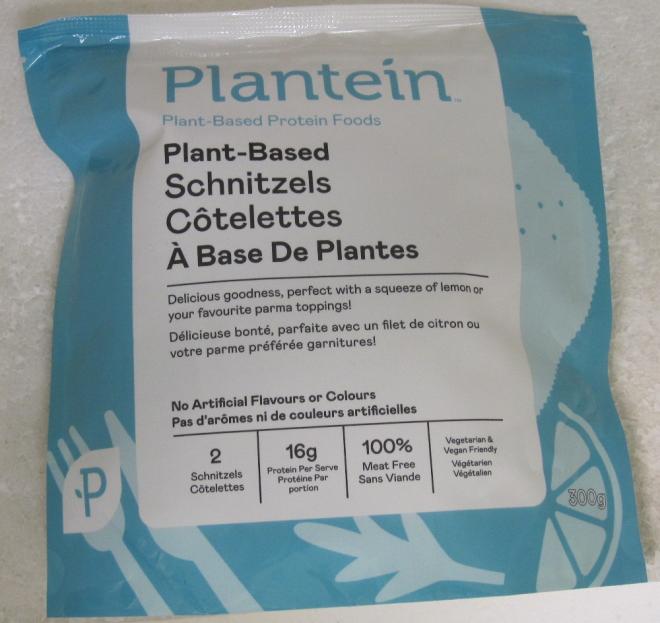 Plantein™
Plant-Based Protein Foods
Plant-Based
Schnitzels
Côtelettes
À Base De Plantes
Delicious goodness, perfect with a squeeze of lemon or
your favourite parma toppings!
Délicieuse bonté, parfaite avec un filet de citron ou
votre parme préférée garnitures!
No Artificial Flavours or Colours
Pas d'arômes ni de couleurs artificielles
2
Schnitzels
Côtelettes
16g
Protein Per Serve
Protéine Par
portion
100%
Meat Free
Sans Viande
Vegetarian &
Vegan Friendly
Végétarien
Végétalien
P
300g